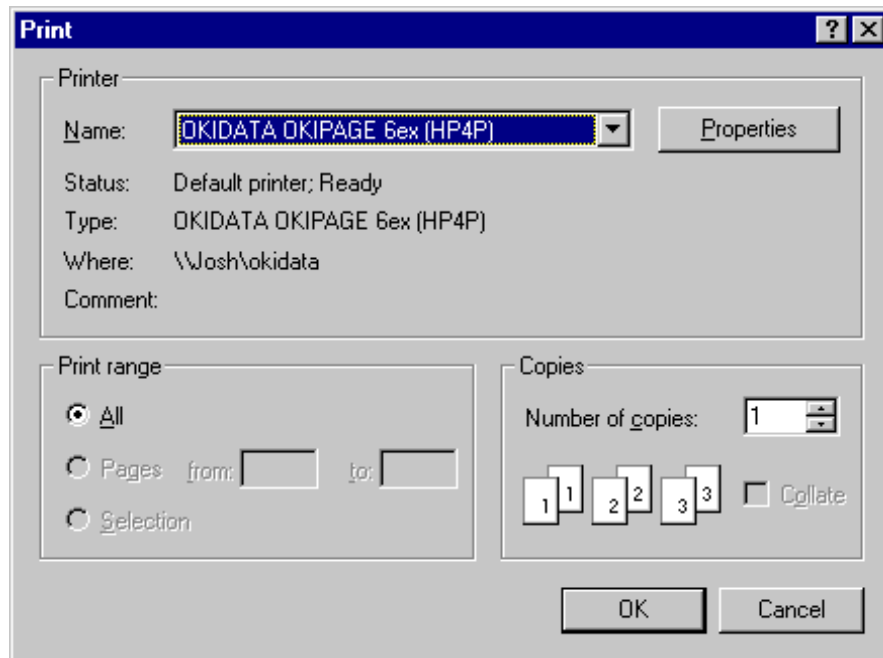 Print
Printer
Name: OKIDATA OKIPAGE 6ex (HP4P) Properties
Status: Default printer; Ready
Type: OKIDATA OKIPAGE 6ex (HP4P)
Where: \\Josh\okidata
Comment:
Print range
All
Pages from: to:
Selection
Copies
Number of copies: 1
1 1 2 2 3 3 Collate
OK Cancel